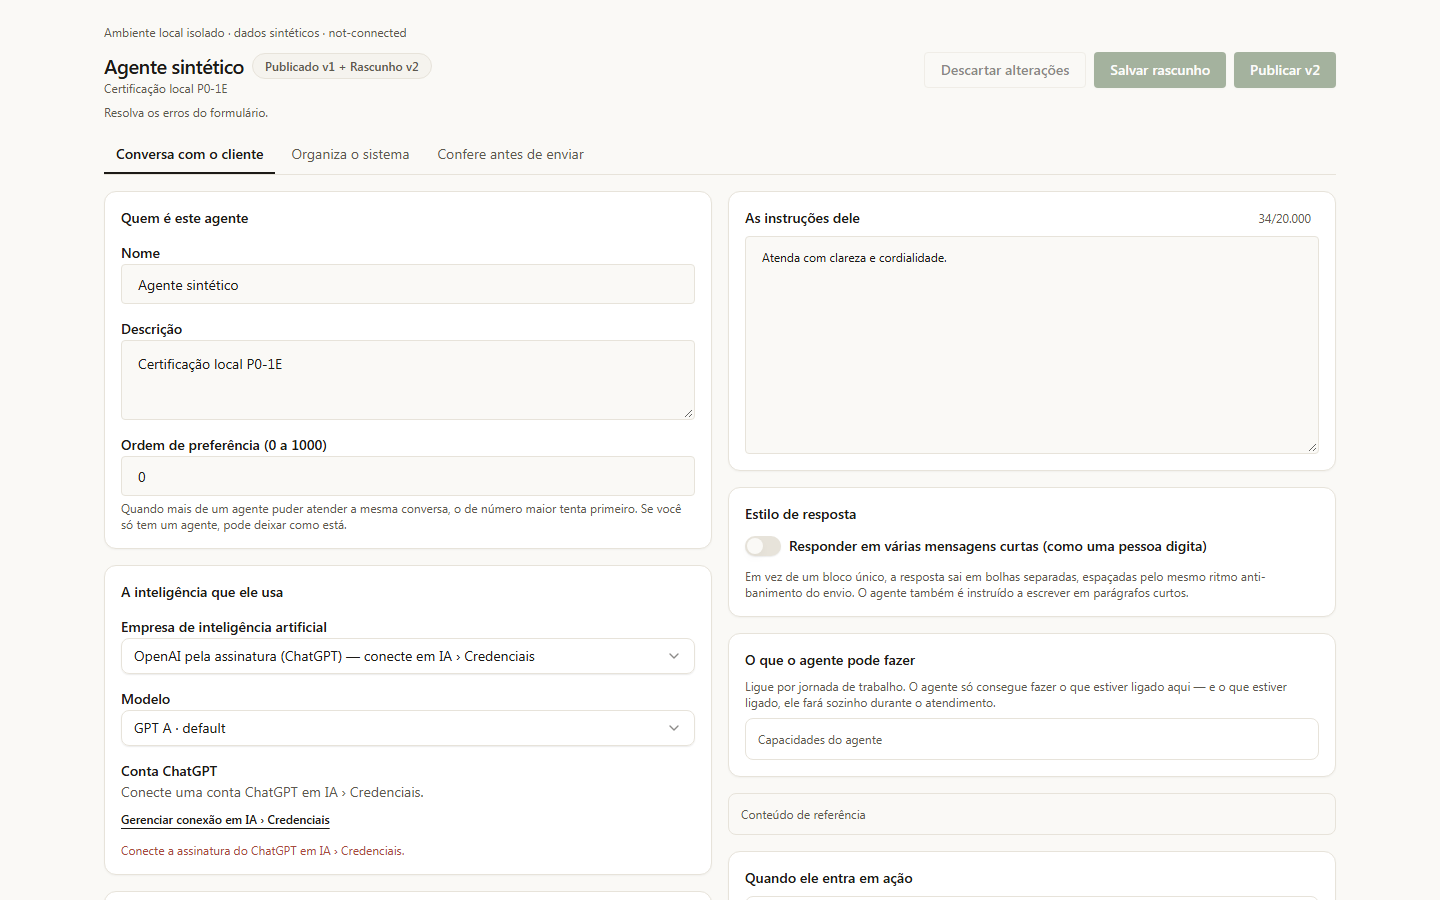 Ambiente local isolado · dados sintéticos · not-connected
Agente sintético
Publicado v1 + Rascunho v2
Certificação local P0-1E
Resolva os erros do formulário.
Descartar alterações
Salvar rascunho
Publicar v2
Conversa com o cliente
Organiza o sistema
Confere antes de enviar
Quem é este agente
Nome
Agente sintético
Descrição
Certificação local P0-1E
Ordem de preferência (0 a 1000)
0
Quando mais de um agente puder atender a mesma conversa, o de número maior tenta primeiro. Se você
só tem um agente, pode deixar como está.
A inteligência que ele usa
Empresa de inteligência artificial
OpenAI pela assinatura (ChatGPT) — conecte em IA › Credenciais
Modelo
GPT A · default
Conta ChatGPT
Conecte uma conta ChatGPT em IA › Credenciais.
Gerenciar conexão em IA › Credenciais
Conecte a assinatura do ChatGPT em IA › Credenciais.
As instruções dele
34/20.000
Atenda com clareza e cordialidade.
Estilo de resposta
Responder em várias mensagens curtas (como uma pessoa digita)
Em vez de um bloco único, a resposta sai em bolhas separadas, espaçadas pelo mesmo ritmo anti-
banimento do envio. O agente também é instruído a escrever em parágrafos curtos.
O que o agente pode fazer
Ligue por jornada de trabalho. O agente só consegue fazer o que estiver ligado aqui — e o que estiver
ligado, ele fará sozinho durante o atendimento.
Capacidades do agente
Conteúdo de referência
Quando ele entra em ação